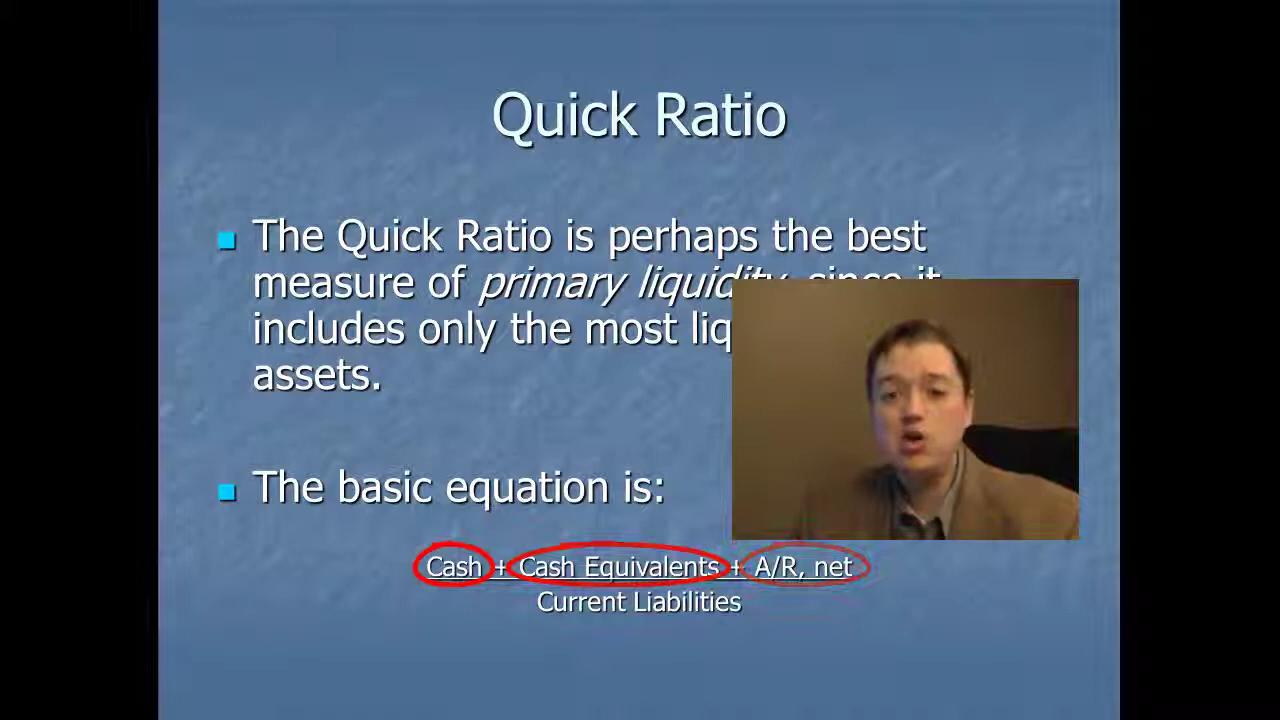 Quick Ratio
The Quick Ratio is perhaps the best
measure of primary liquidity, since it
includes only the most
assets.
The basic equation is:
Cash + Cash Equivalents + A/R, net
Current Liabilities